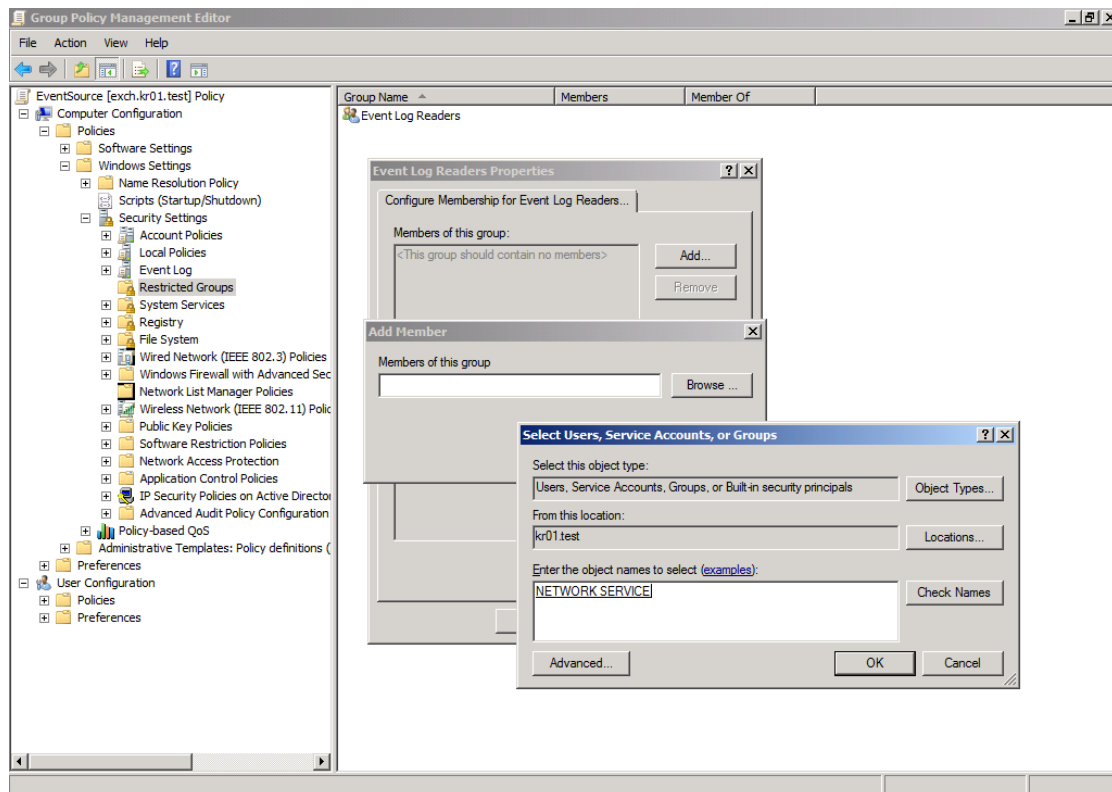 Group Policy Management Editor
File Action View Help
EventSource [exch.kr01.test] Policy
Computer Configuration
Policies
Software Settings
Windows Settings
Name Resolution Policy
Scripts (Startup/Shutdown)
Security Settings
Account Policies
Local Policies
Event Log
Restricted Groups
System Services
Registry
File System
Wired Network (IEEE 802.3) Policies
Windows Firewall with Advanced Sec
Network List Manager Policies
Wireless Network (IEEE 802.11) Polic
Public Key Policies
Software Restriction Policies
Network Access Protection
Application Control Policies
IP Security Policies on Active Director
Advanced Audit Policy Configuration
Policy-based QoS
Administrative Templates: Policy definitions (
Preferences
User Configuration
Policies
Preferences
Group Name Members Member Of
Event Log Readers
Event Log Readers Properties
Configure Membership for Event Log Readers...
Members of this group:
<This group should contain no members>
Add...
Remove
Add Member
Members of this group
Browse ...
Select Users, Service Accounts, or Groups
Select this object type:
Users, Service Accounts, Groups, or Built-in security principals
Object Types...
From this location:
kr01.test
Locations...
Enter the object names to select (examples):
NETWORK SERVICE
Check Names
Advanced...
OK
Cancel